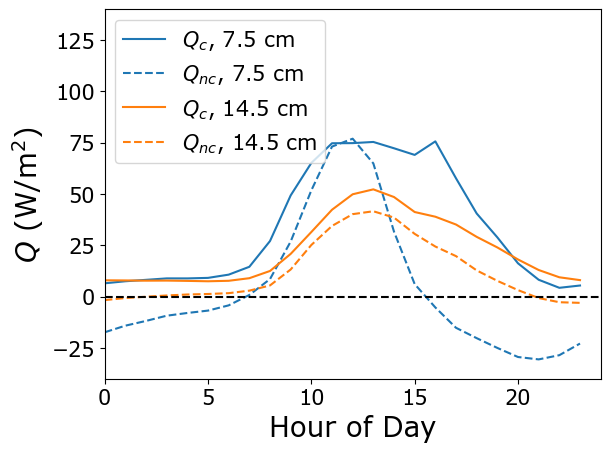 Q_c, 7.5 cm
Q_nc, 7.5 cm
Q_c, 14.5 cm
Q_nc, 14.5 cm
Q (W/m²)
125
100
75
50
25
0
−25
0 5 10 15 20
Hour of Day